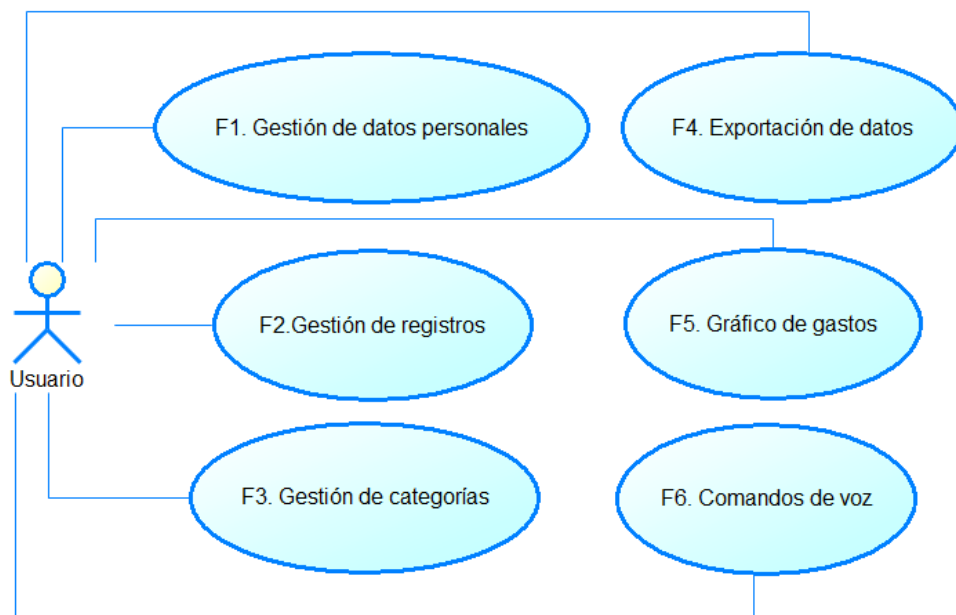 F1. Gestión de datos personales
F4. Exportación de datos
F2.Gestión de registros
F5. Gráfico de gastos
Usuario
F3. Gestión de categorías
F6. Comandos de voz